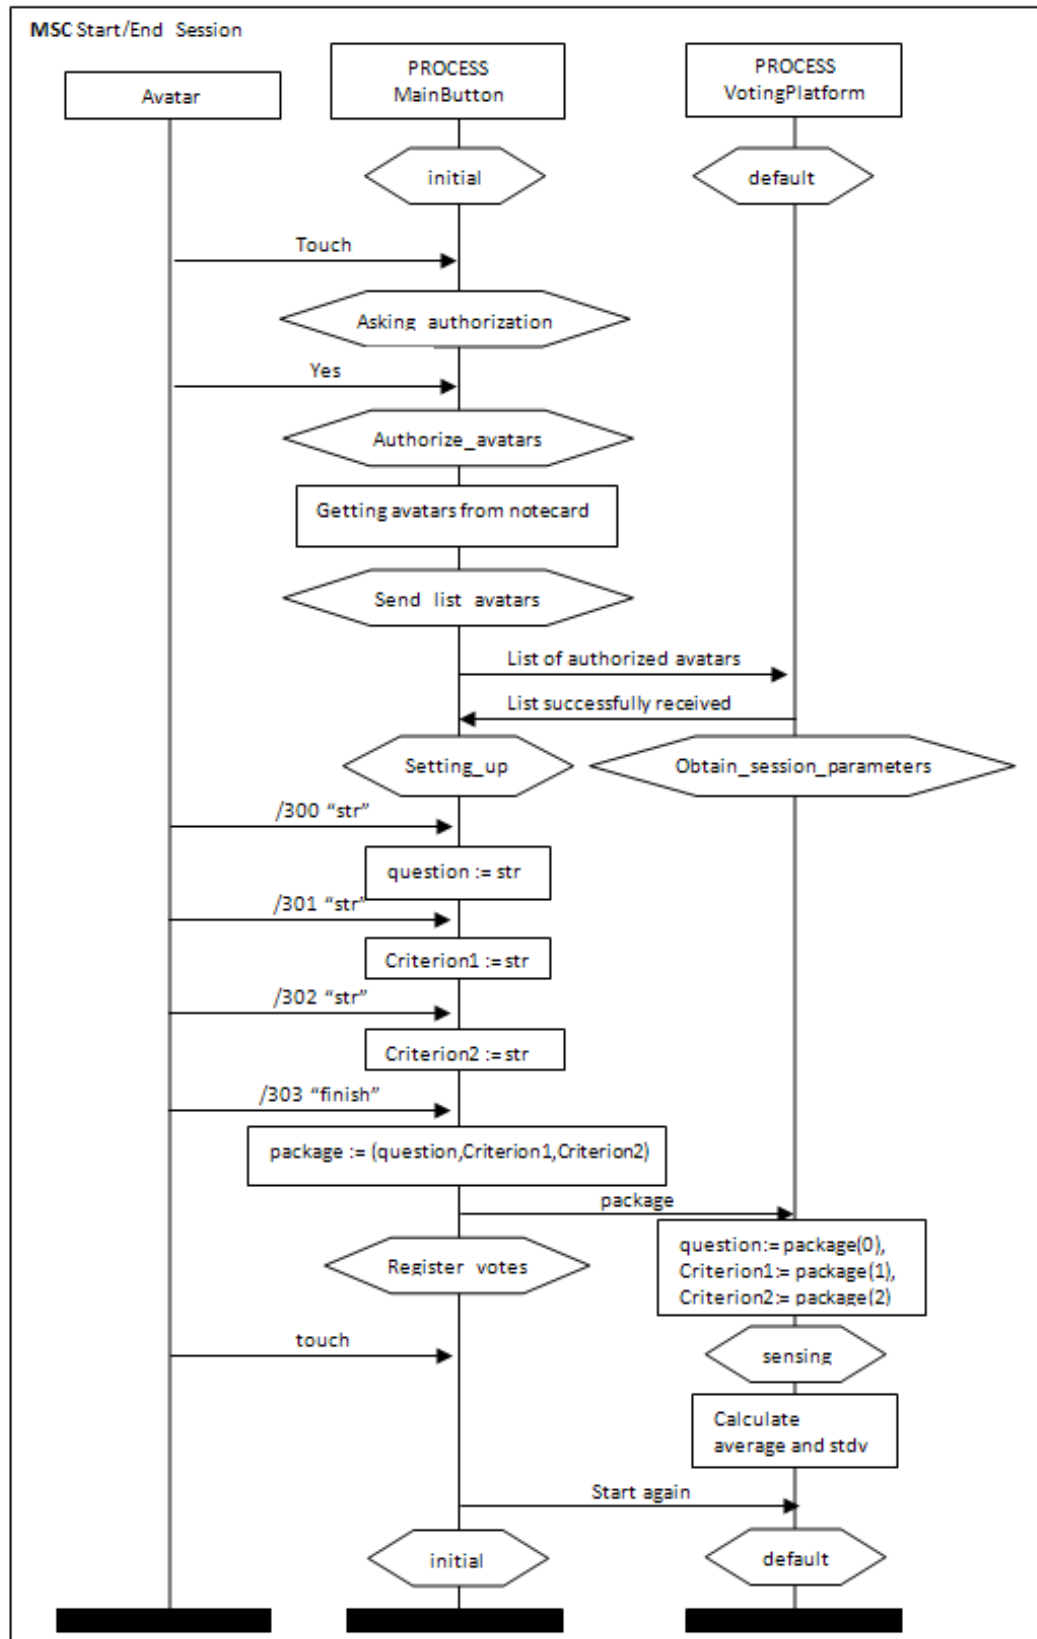 MSC Start/End Session
Avatar
PROCESS
MainButton
PROCESS
VotingPlatform
initial
default
Touch
Asking authorization
Yes
Authorize_avatars
Getting avatars from notecard
Send list avatars
List of authorized avatars
List successfully received
Setting_up
Obtain_session_parameters
/300 “str”
question := str
/301 “str”
Criterion1 := str
/302 “str”
Criterion2 := str
/303 “finish”
package := (question,Criterion1,Criterion2)
package
question:= package(0),
Criterion1:= package(1),
Criterion2:= package(2)
Register votes
touch
sensing
Calculate
average and stdv
Start again
initial
default